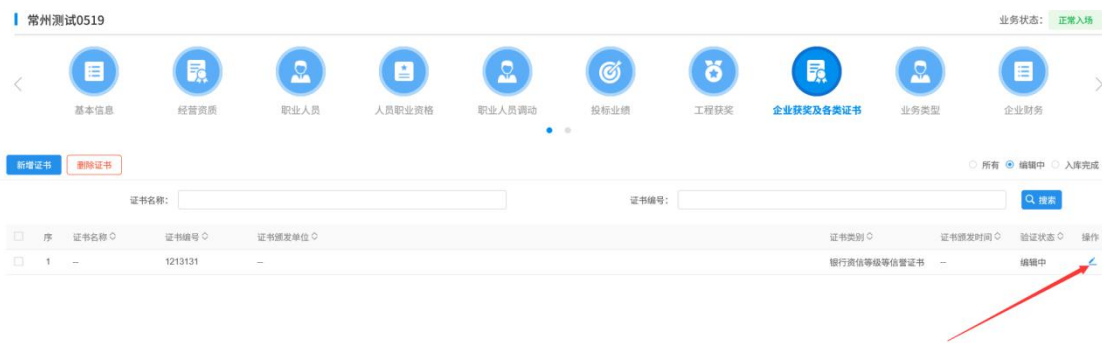 常州测试0519
业务状态： 正常入场
基本信息 经营资质 职业人员 人员职业资格 职业人员调动 投标业绩 工程获奖 企业获奖及各类证书 业务类型 企业财务
新增证书 删除证书 所有 编辑中 入库完成
证书名称： 证书编号： 搜索
序 证书名称 证书编号 证书颁发单位 证书类别 证书颁发时间 验证状态 操作
1 -- 1213131 -- 银行资信等级等信誉证书 -- 编辑中